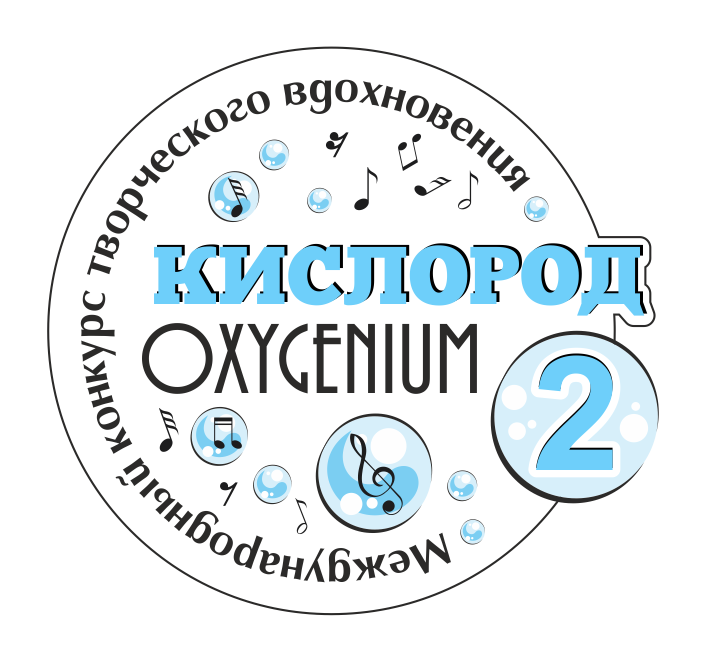 Международный конкурс творческого вдохновения
КИСЛОРОД
OXYGENIUM
2